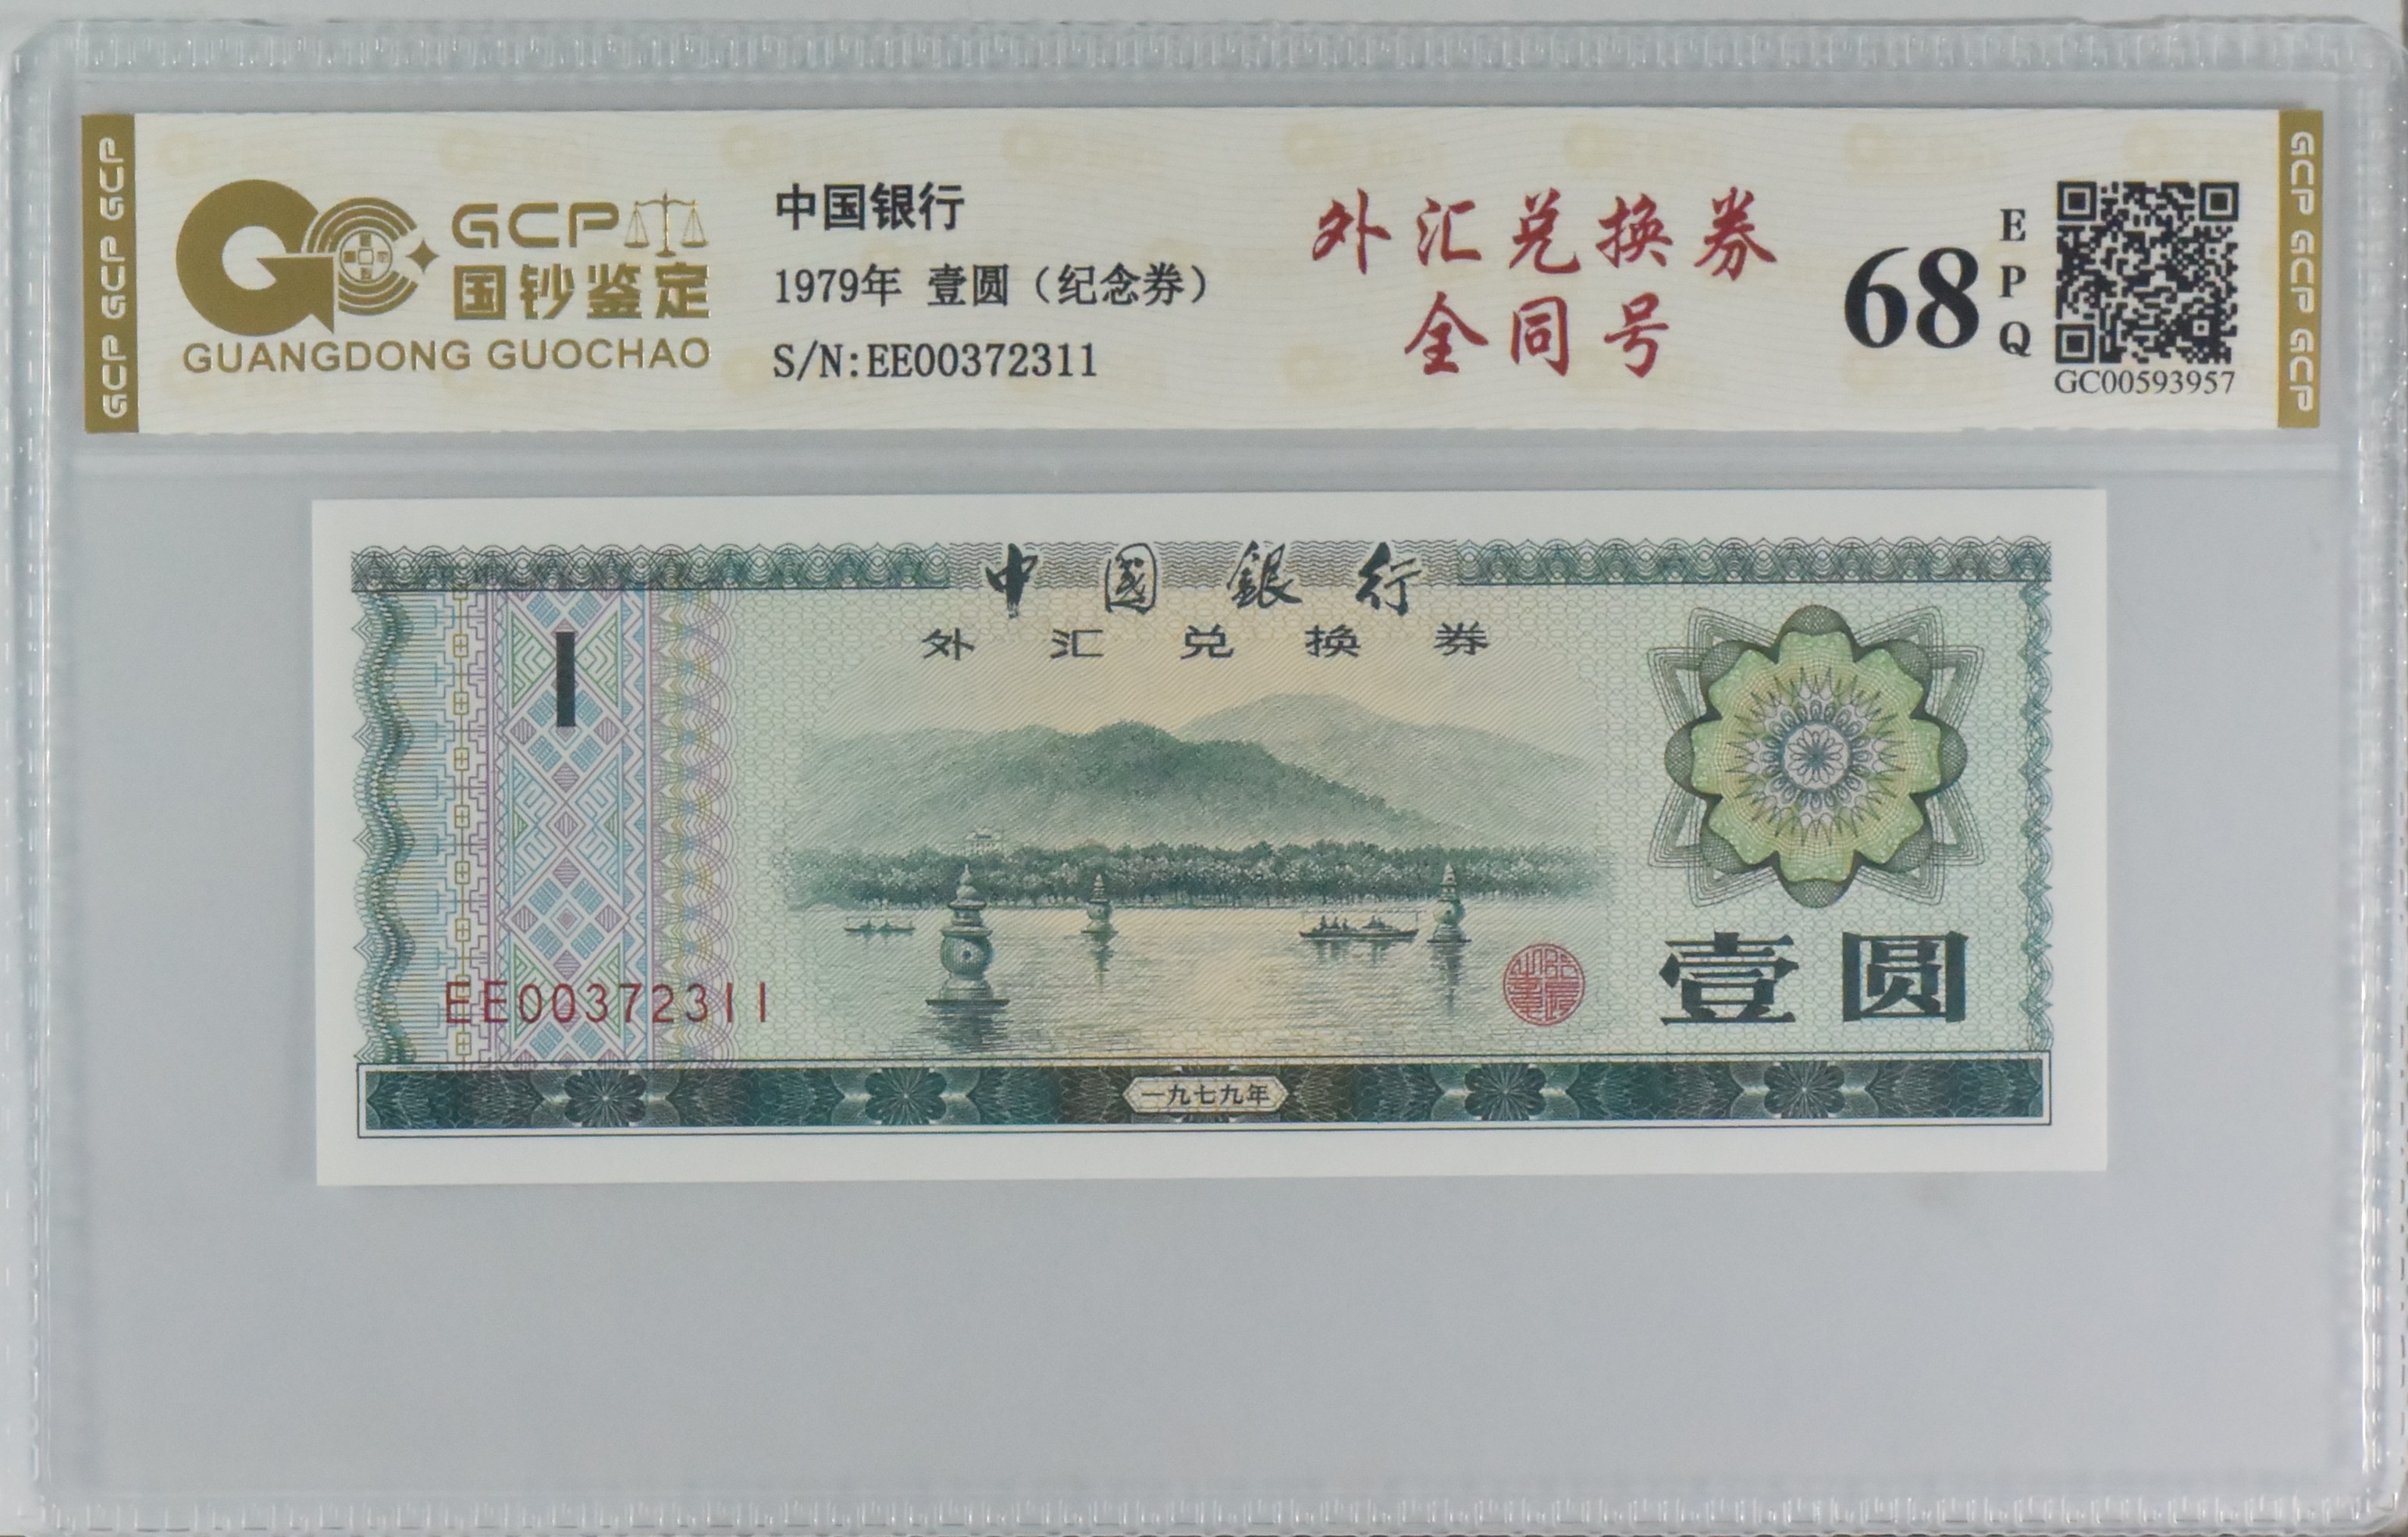 GCP GCP GCP
GCP
国钞鉴定
GUANGDONG GUOCHAO
中国银行
1979年 壹圆（纪念券）
S/N:EE00372311
外汇兑换券
全同号
68
EPQ
GC00593957
GCP GCP GCP
中國銀行
外汇兑换券
1
EE00372311
壹圆
一九七九年